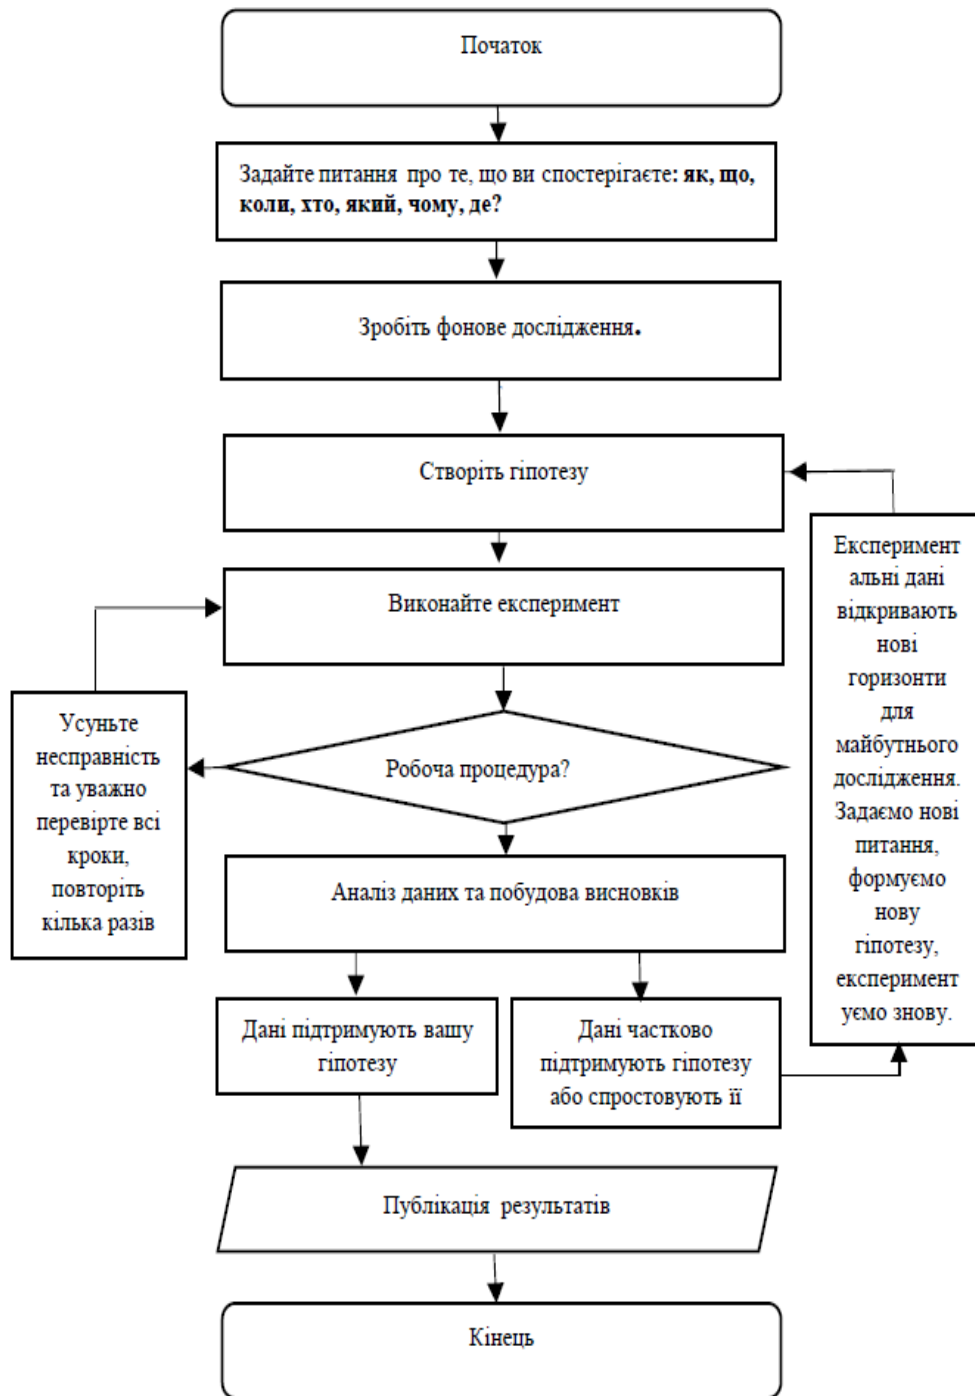 Початок
Задайте питання про те, що ви спостерігаєте: як, що,
коли, хто, який, чому, де?
Зробіть фонове дослідження.
Створіть гіпотезу
Виконайте експеримент
Робоча процедура?
Усуньте
несправність
та уважно
перевірте всі
кроки,
повторіть
кілька разів
Аналіз даних та побудова висновків
Дані підтримують вашу
гіпотезу
Дані частково
підтримують гіпотезу
або спростовують її
Експеримент
альні дані
відкривають
нові
горизонти
для
майбутнього
дослідження.
Задаємо нові
питання,
формуємо
нову
гіпотезу,
експеримент
уємо знову.
Публікація результатів
Кінець